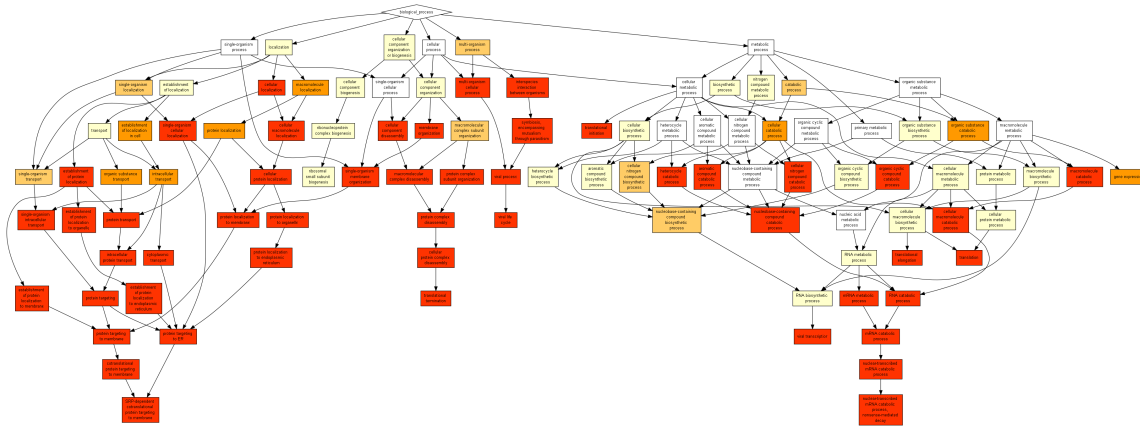 biological_process
single-organism
process
localization
cellular
component
organization
or biogenesis
cellular
process
multi-organism
process
metabolic
process
single-organism
localization
establishment
of localization
cellular
localization
macromolecule
localization
cellular
component
biogenesis
single-organism
cellular
process
cellular
component
organization
multi-organism
cellular
process
interspecies
interaction
between organisms
cellular
metabolic
process
biosynthetic
process
nitrogen
compound
metabolic
process
catabolic
process
organic substance
metabolic
process
transport
establishment
of localization
in cell
single-organism
cellular
localization
protein localization
cellular
macromolecule
localization
ribonucleoprotein
complex biogenesis
cellular
component
disassembly
membrane
organization
macromolecular
complex subunit
organization
symbiosis,
encompassing
mutualism
through parasitism
translational
initiation
cellular
biosynthetic
process
heterocycle
metabolic
process
cellular
aromatic
compound
metabolic
process
cellular
nitrogen
compound
metabolic
process
cellular
catabolic
process
organic cyclic
compound
metabolic
process
primary metabolic
process
organic substance
biosynthetic
process
organic substance
catabolic
process
macromolecule
metabolic
process
single-organism
transport
establishment
of protein
localization
organic substance
transport
intracellular
transport
cellular
protein localization
ribosomal
small subunit
biogenesis
single-organism
membrane
organization
macromolecular
complex disassembly
protein complex
subunit organization
viral process
heterocycle
biosynthetic
process
aromatic
compound
biosynthetic
process
cellular
nitrogen
compound
biosynthetic
process
heterocycle
catabolic
process
aromatic
compound
catabolic
process
nucleobase-containing
compound
metabolic
process
cellular
nitrogen
compound
catabolic
process
organic cyclic
compound
biosynthetic
process
organic cyclic
compound
catabolic
process
cellular
macromolecule
metabolic
process
protein metabolic
process
macromolecule
biosynthetic
process
macromolecule
catabolic
process
gene expression
single-organism
intracellular
transport
establishment
of protein
localization
to organelle
protein transport
protein localization
to membrane
protein localization
to organelle
protein complex
disassembly
viral life
cycle
nucleobase-containing
compound
biosynthetic
process
nucleobase-containing
compound
catabolic
process
nucleic acid
metabolic
process
cellular
macromolecule
biosynthetic
process
cellular
macromolecule
catabolic
process
cellular
protein metabolic
process
intracellular
protein transport
cytoplasmic
transport
protein localization
to endoplasmic
reticulum
cellular
protein complex
disassembly
RNA metabolic
process
translational
elongation
translation
establishment
of protein
localization
to membrane
protein targeting
establishment
of protein
localization
to endoplasmic
reticulum
translational
termination
RNA biosynthetic
process
mRNA metabolic
process
RNA catabolic
process
protein targeting
to membrane
protein targeting
to ER
viral transcription
mRNA catabolic
process
cotranslational
protein targeting
to membrane
nuclear-transcribed
mRNA catabolic
process
SRP-dependent
cotranslational
protein targeting
to membrane
nuclear-transcribed
mRNA catabolic
process,
nonsense-mediated
decay